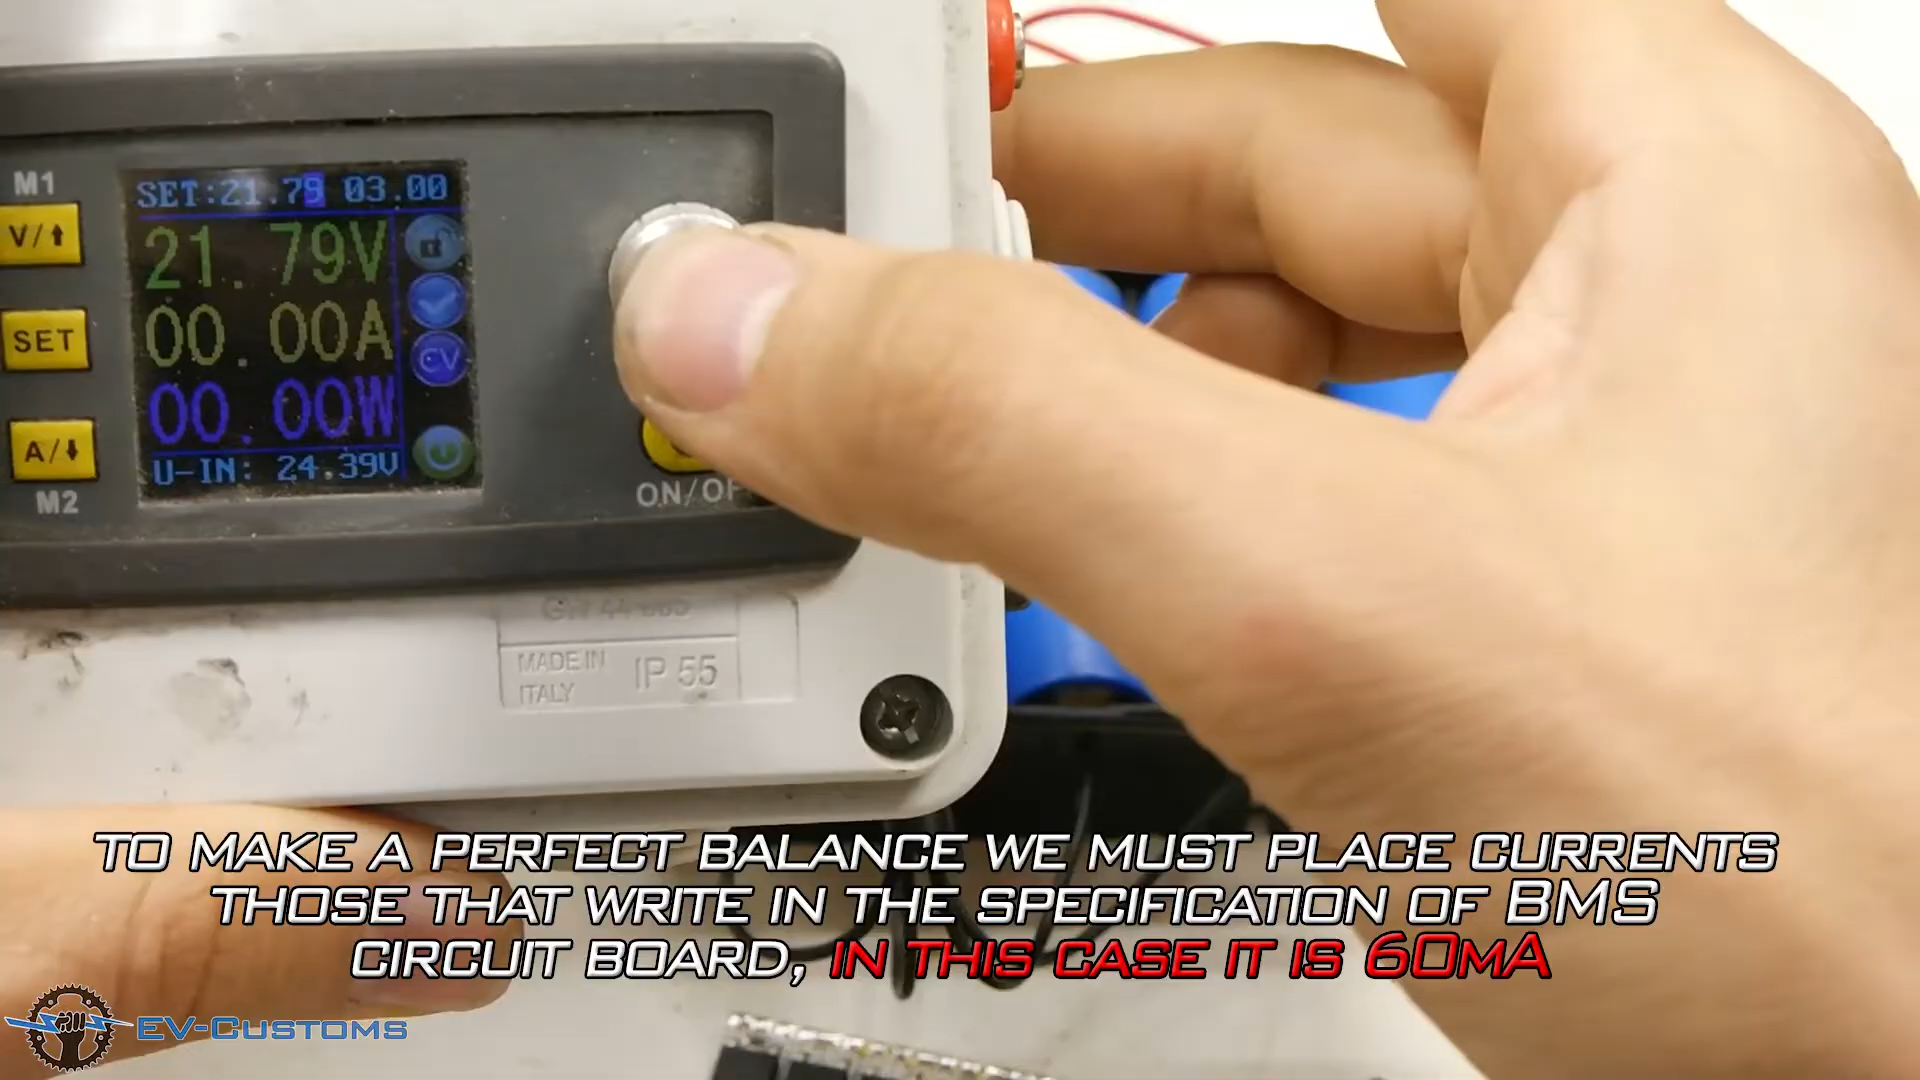 M1
V/⬆
SET
A/⬇
M2
SET:21.79 03.00
21.79V
00.00A
00.00W
U-IN: 24.39V
CV
ON/OF
MADE IN
ITALY
IP 55
TO MAKE A PERFECT BALANCE WE MUST PLACE CURRENTS
THOSE THAT WRITE IN THE SPECIFICATION OF BMS
CIRCUIT BOARD, IN THIS CASE IT IS 60mA
EV-CUSTOMS